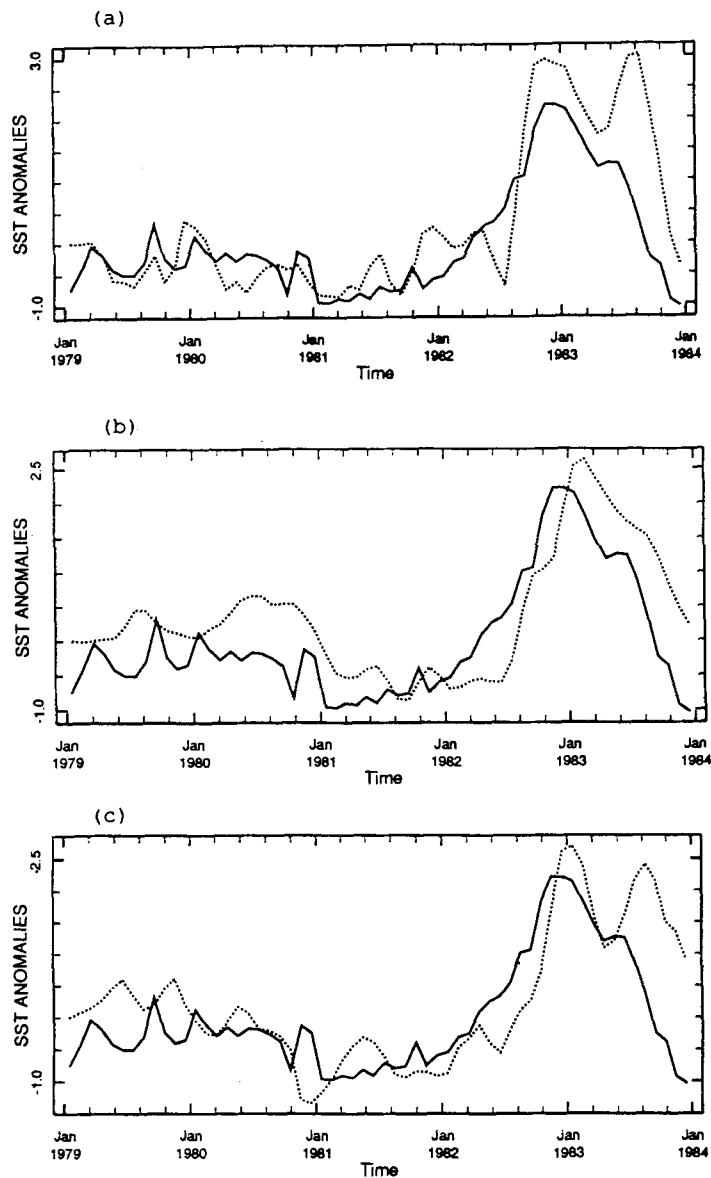 (a)
3.0
SST ANOMALIES
-1.0
Jan 1979
Jan 1980
Jan 1981
Jan 1982
Jan 1983
Jan 1984
Time
(b)
2.5
SST ANOMALIES
-1.0
Jan 1979
Jan 1980
Jan 1981
Jan 1982
Jan 1983
Jan 1984
Time
(c)
-2.5
SST ANOMALIES
-1.0
Jan 1979
Jan 1980
Jan 1981
Jan 1982
Jan 1983
Jan 1984
Time